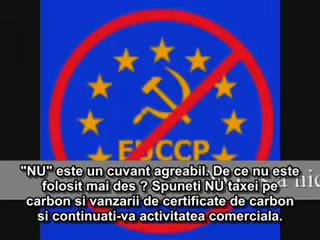 EUCCP
"NU" este un cuvant agreabil. De ce nu este
folosit mai des ? Spuneti NU taxei pe
carbon si vanzarii de certificate de carbon
si continuati-va activitatea comerciala.